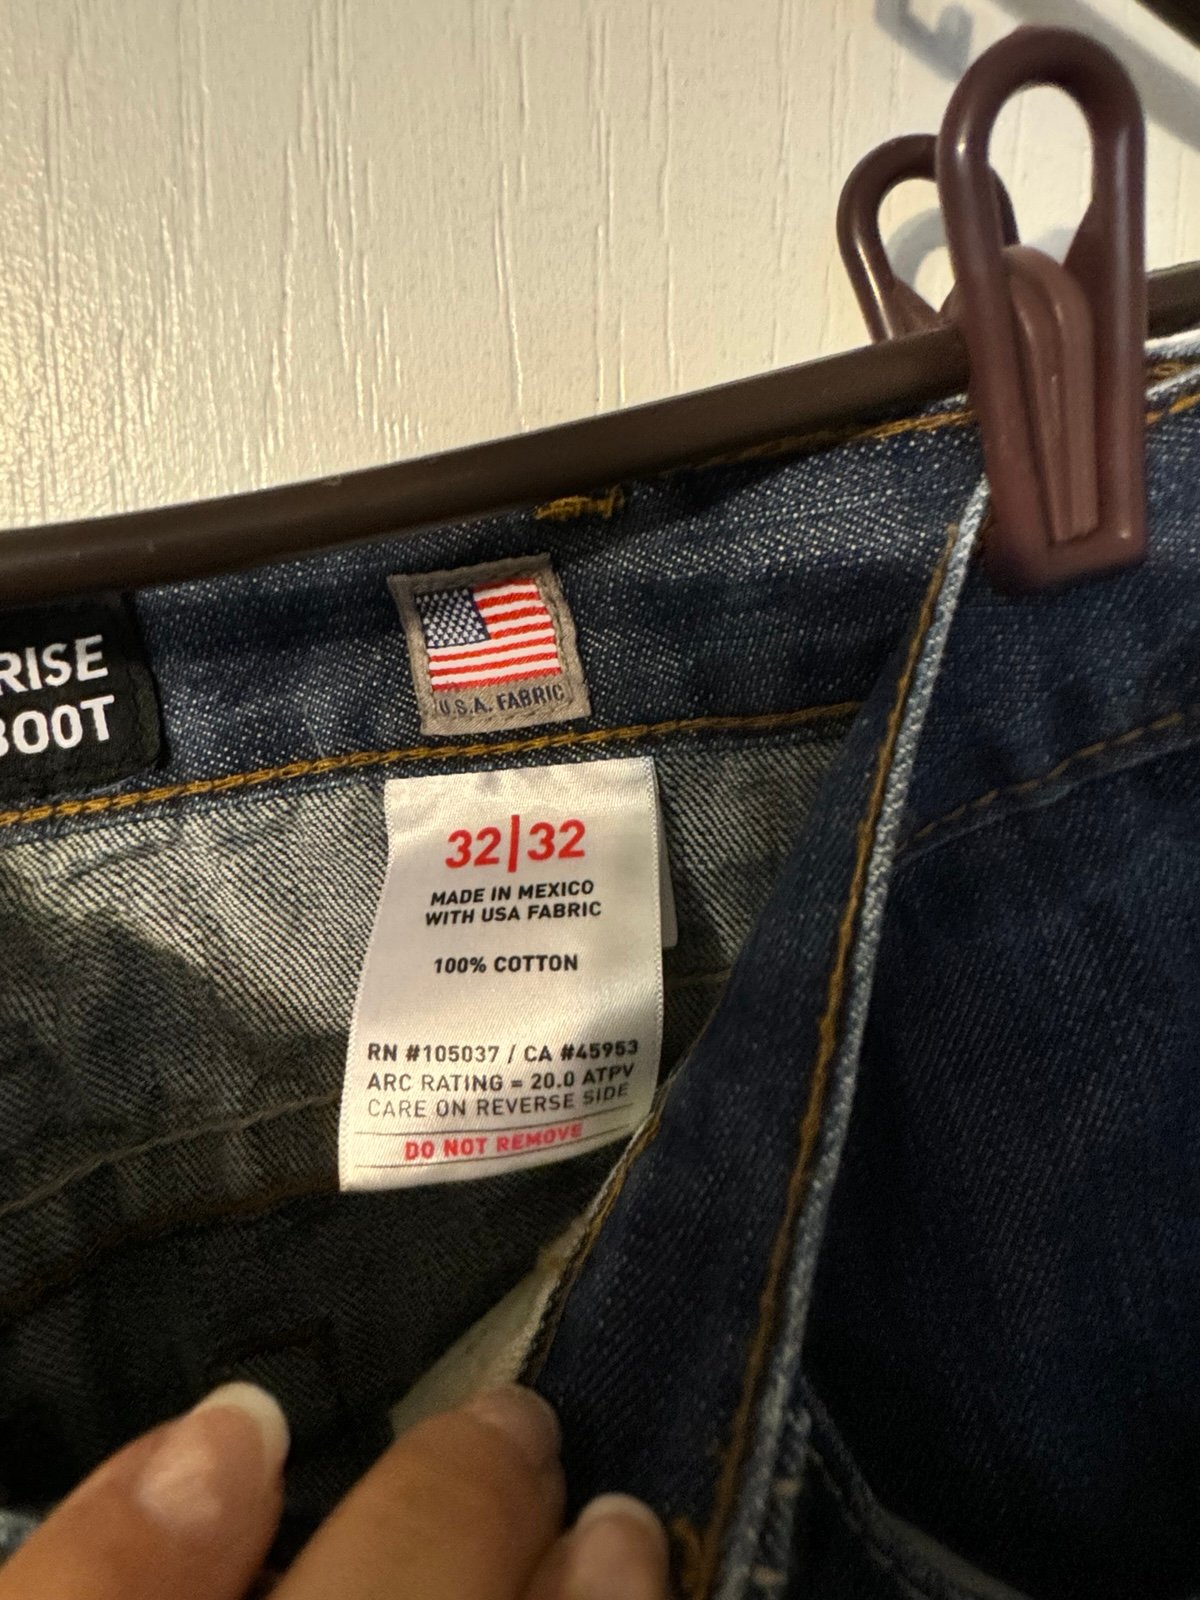 RISE
BOOT
U.S.A. FABRIC
32|32
MADE IN MEXICO
WITH USA FABRIC
100% COTTON
RN #105037 / CA #45953
ARC RATING = 20.0 ATPV
CARE ON REVERSE SIDE
DO NOT REMOVE